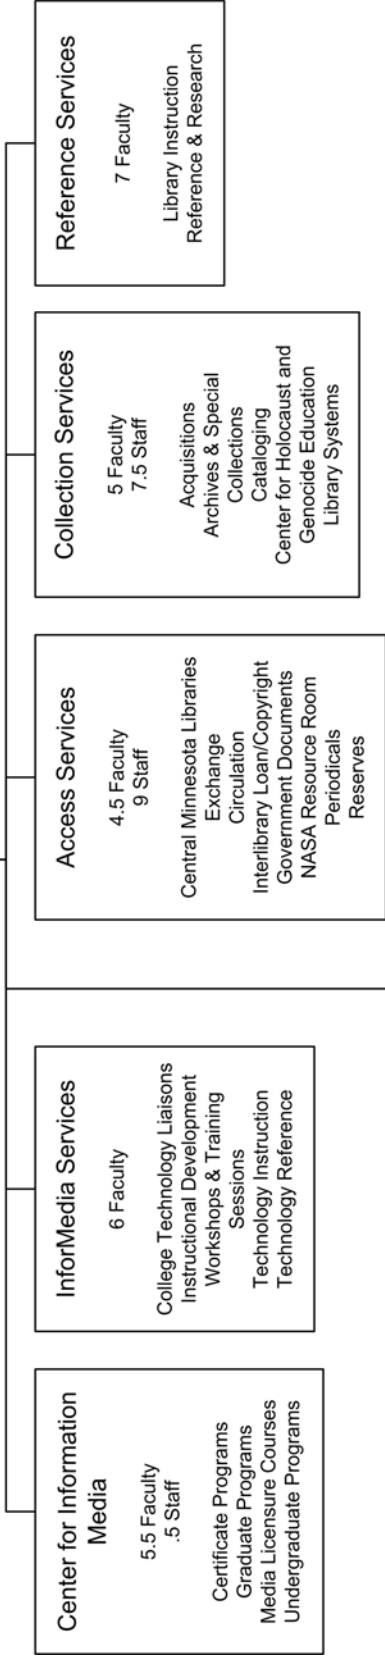 Center for Information
Media
5.5 Faculty
.5 Staff
Certificate Programs
Graduate Programs
Media Licensure Courses
Undergraduate Programs
InforMedia Services
6 Faculty
College Technology Liaisons
Instructional Development
Workshops & Training
Sessions
Technology Instruction
Technology Reference
Access Services
4.5 Faculty
9 Staff
Central Minnesota Libraries
Exchange
Circulation
Interlibrary Loan/Copyright
Government Documents
NASA Resource Room
Periodicals
Reserves
Collection Services
5 Faculty
7.5 Staff
Acquisitions
Archives & Special
Collections
Cataloging
Center for Holocaust and
Genocide Education
Library Systems
Reference Services
7 Faculty
Library Instruction
Reference & Research